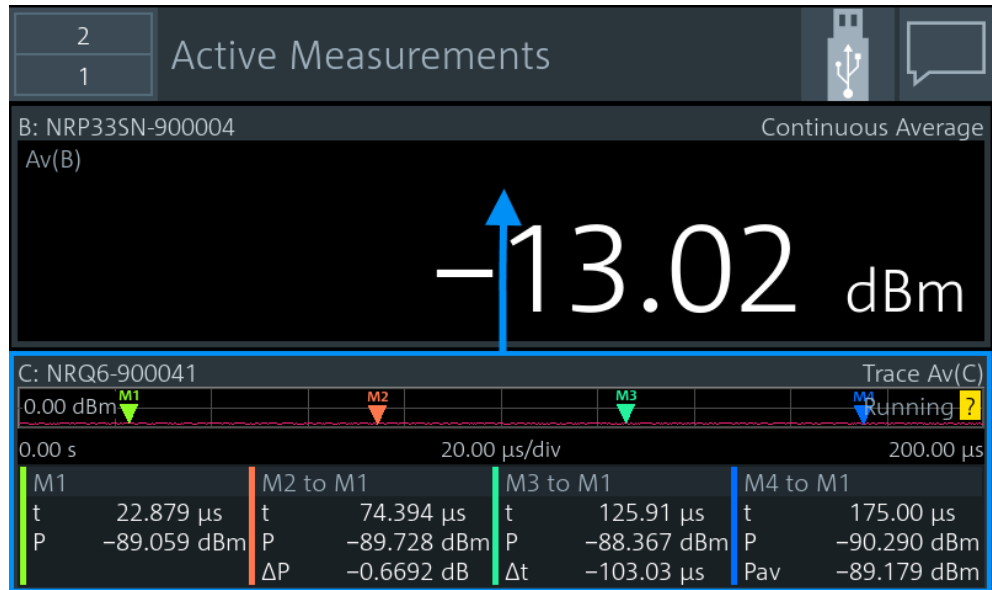 2
1
Active Measurements
B: NRP33SN-900004 Continuous Average
Av(B)
−13.02 dBm
C: NRQ6-900041 Trace Av(C)
M1 M2 M3 M4
0.00 dBm Running ?
0.00 s 20.00 µs/div 200.00 µs
M1 M2 to M1 M3 to M1 M4 to M1
t 22.879 µs t 74.394 µs t 125.91 µs t 175.00 µs
P −89.059 dBm P −89.728 dBm P −88.367 dBm P −90.290 dBm
ΔP −0.6692 dB Δt −103.03 µs Pav −89.179 dBm